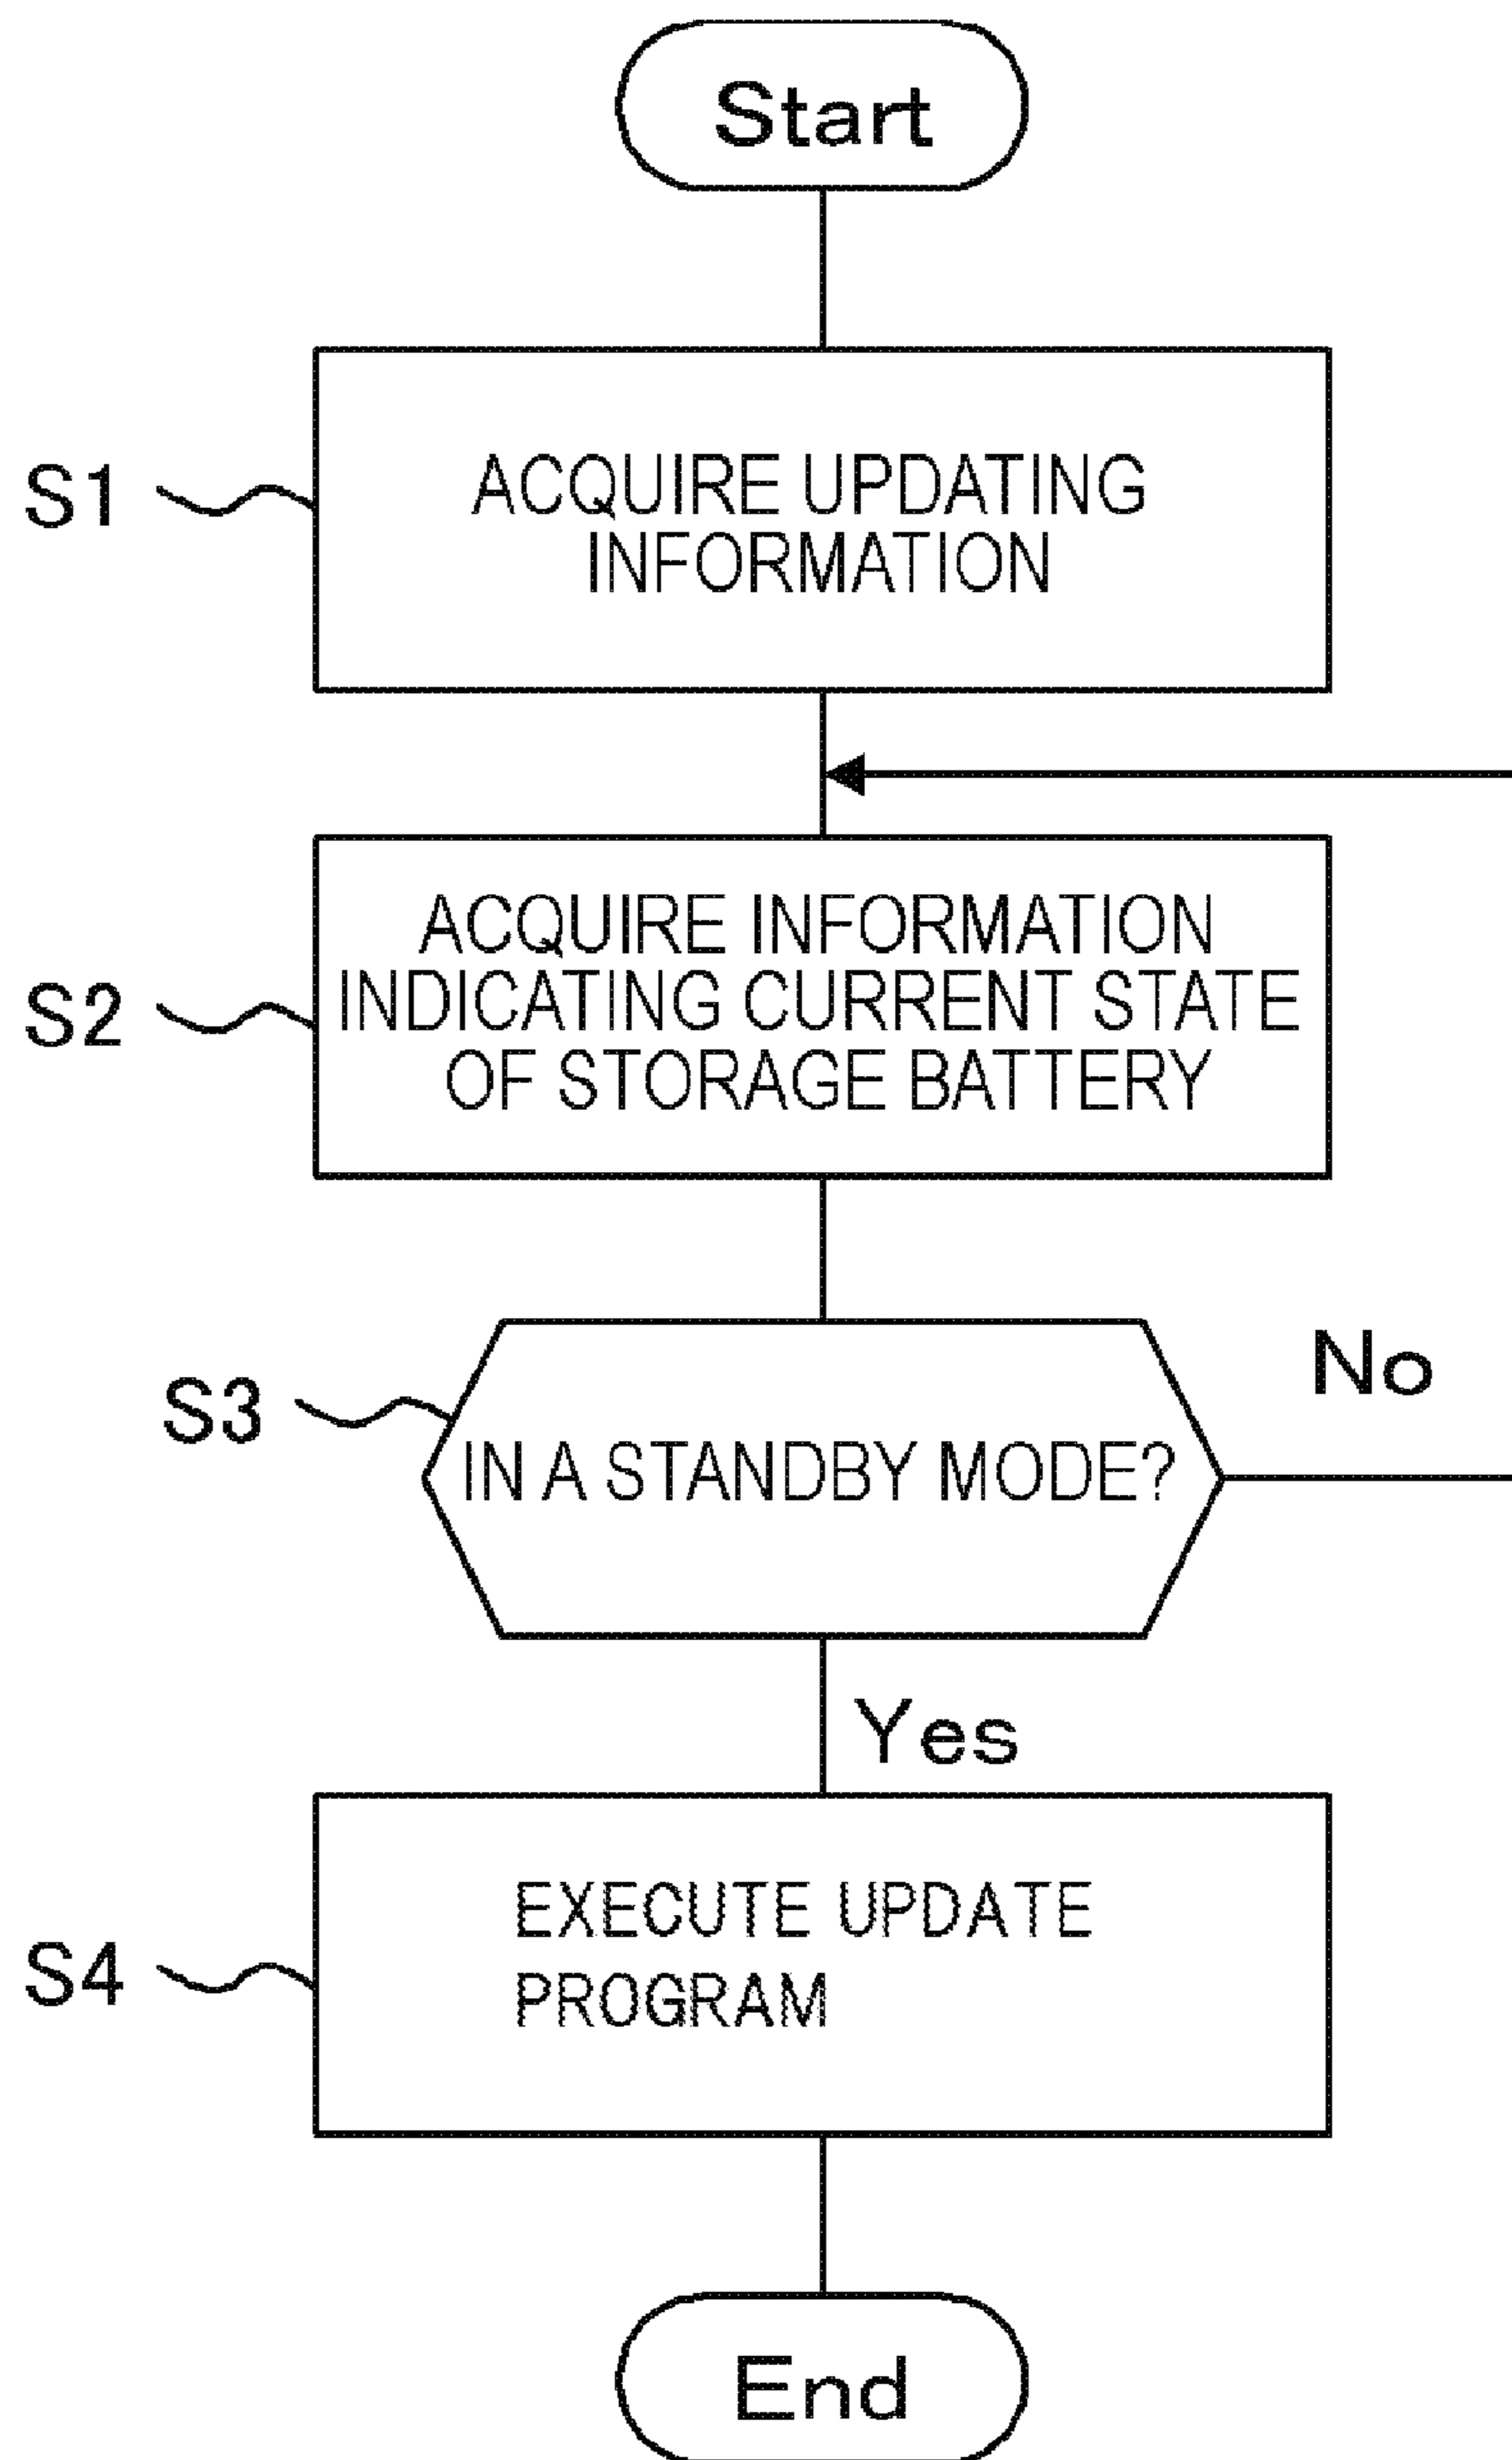 Start
S1
ACQUIRE UPDATING
INFORMATION
S2
ACQUIRE INFORMATION
INDICATING CURRENT STATE
OF STORAGE BATTERY
S3
IN A STANDBY MODE?
No
Yes
S4
EXECUTE UPDATE
PROGRAM
End